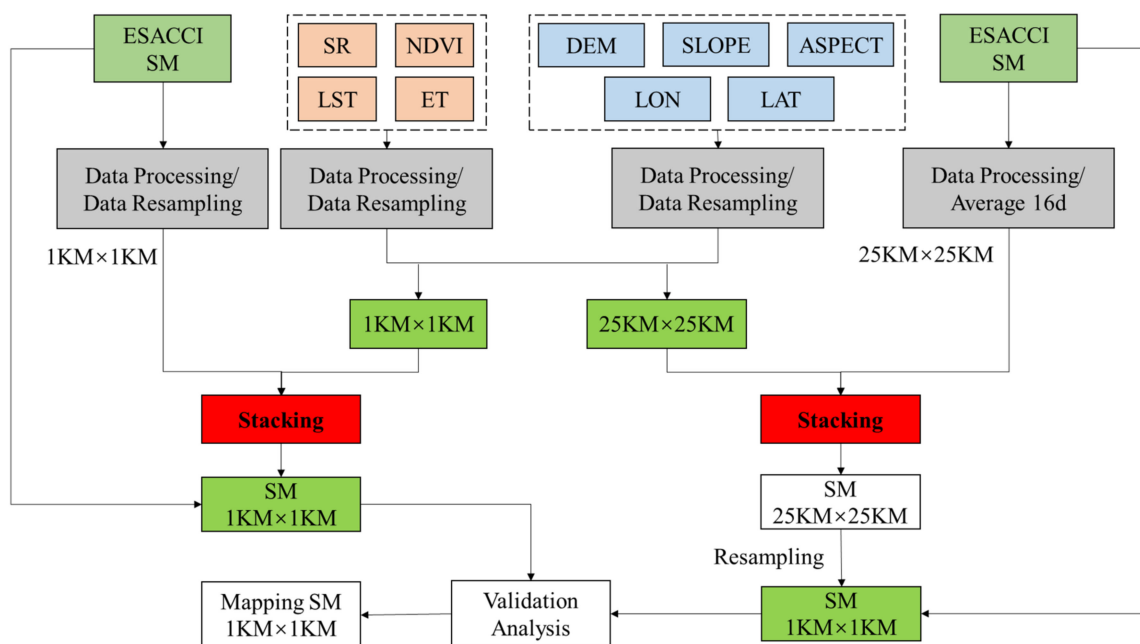 ESACCI
SM
SR
NDVI
LST
ET
DEM
SLOPE
ASPECT
LON
LAT
ESACCI
SM
Data Processing/
Data Resampling
Data Processing/
Data Resampling
Data Processing/
Data Resampling
Data Processing/
Average 16d
1KM×1KM
25KM×25KM
1KM×1KM
25KM×25KM
Stacking
Stacking
SM
1KM×1KM
SM
25KM×25KM
Resampling
Mapping SM
1KM×1KM
Validation
Analysis
SM
1KM×1KM